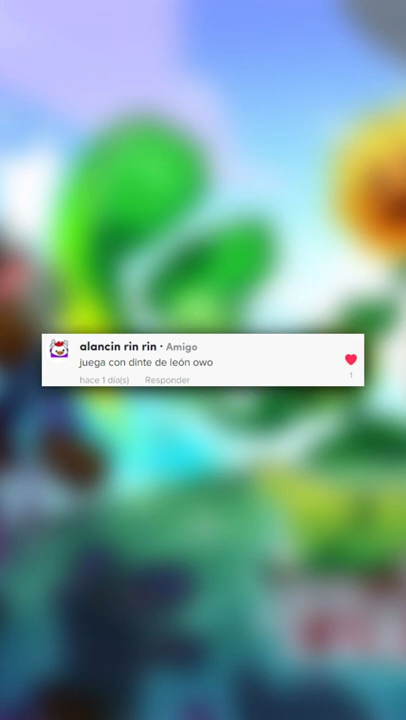 alancin rin rin · Amigo
juega con dinte de león owo
hace 1 día(s) Responder
1